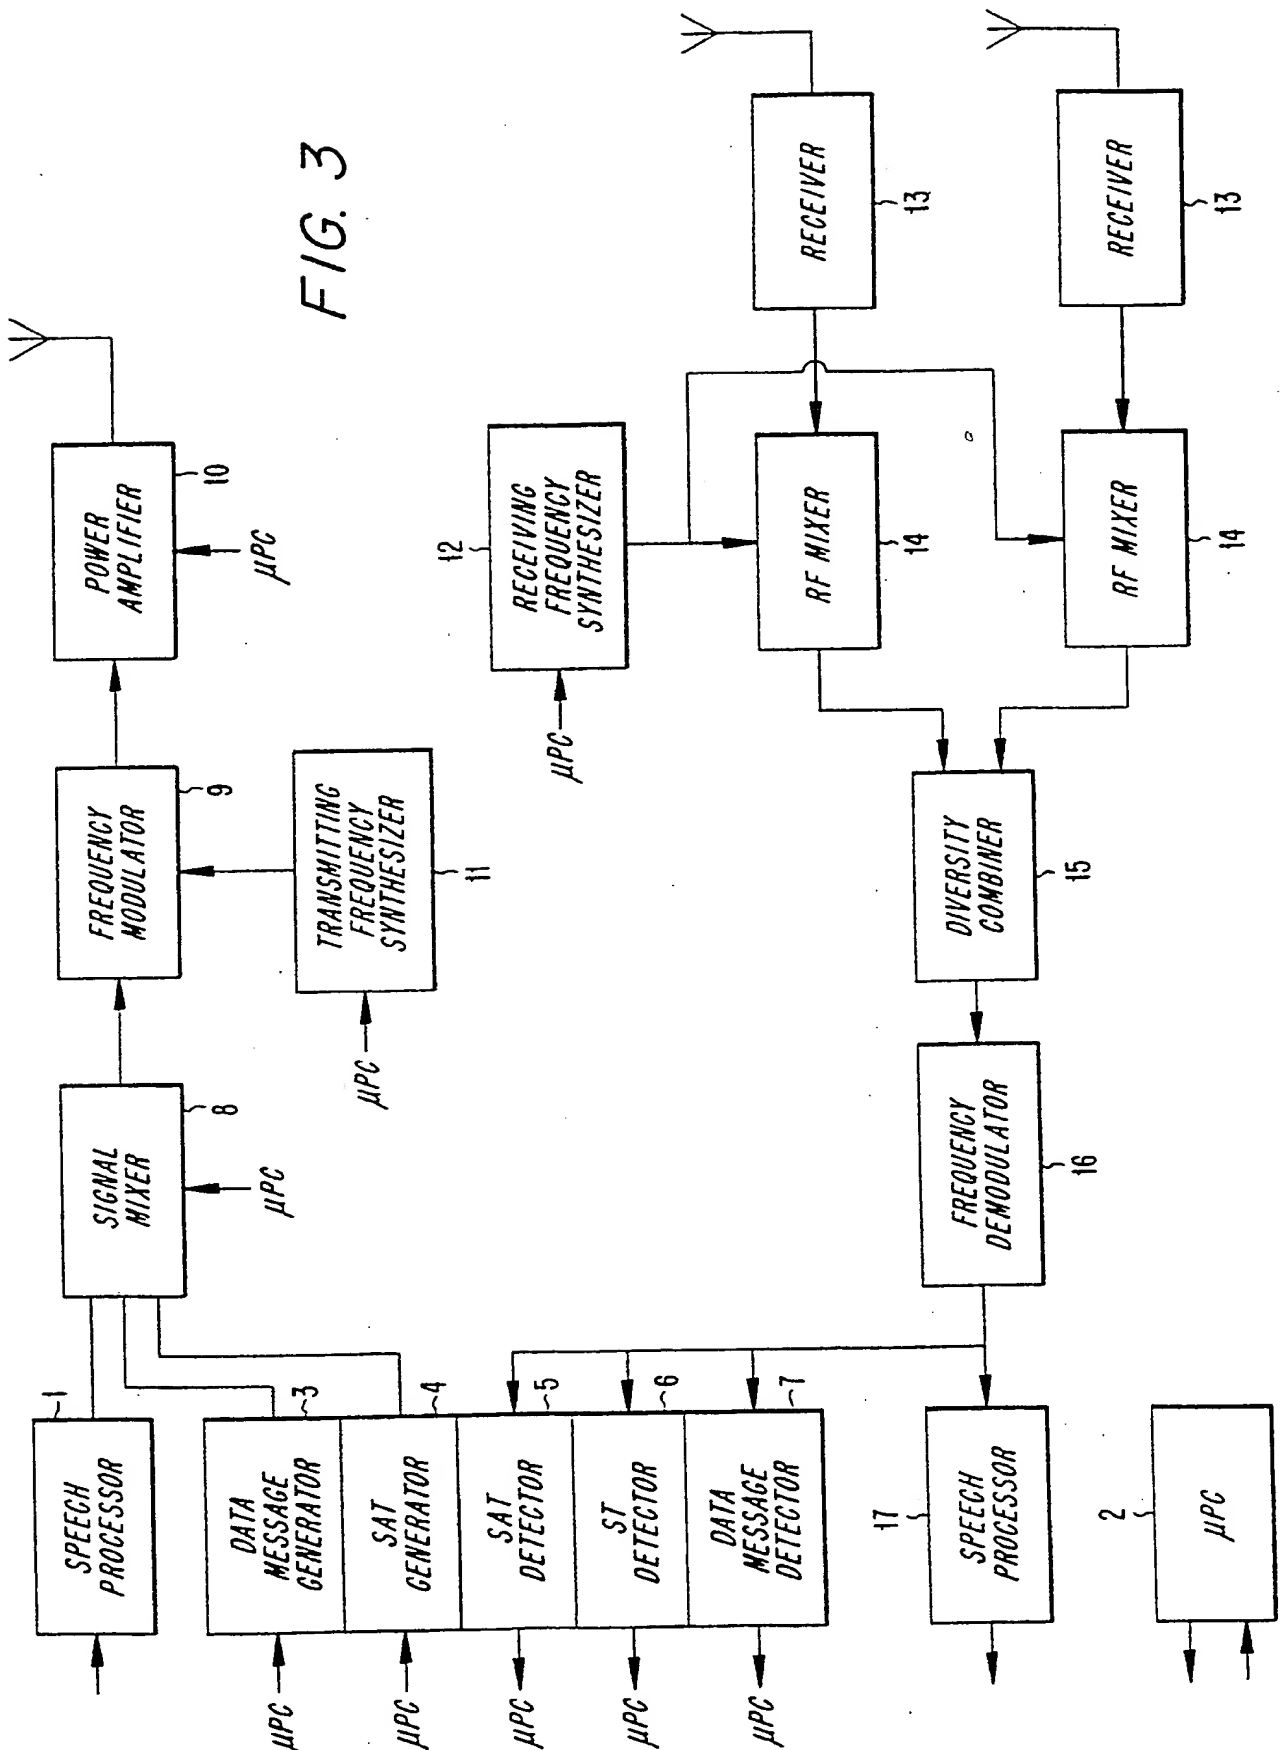 FIG. 3
SPEECH
PROCESSOR
1
DATA
MESSAGE
GENERATOR
3
µPC
SAT
GENERATOR
4
µPC
SAT
DETECTOR
5
µPC
ST
DETECTOR
6
µPC
DATA
MESSAGE
DETECTOR
7
µPC
SPEECH
PROCESSOR
17
µPC
2
SIGNAL
MIXER
8
µPC
FREQUENCY
MODULATOR
9
TRANSMITTING
FREQUENCY
SYNTHESIZER
11
µPC
POWER
AMPLIFIER
10
µPC
RECEIVING
FREQUENCY
SYNTHESIZER
12
µPC
RF MIXER
14
RECEIVER
13
RF MIXER
14
RECEIVER
13
DIVERSITY
COMBINER
15
FREQUENCY
DEMODULATOR
16